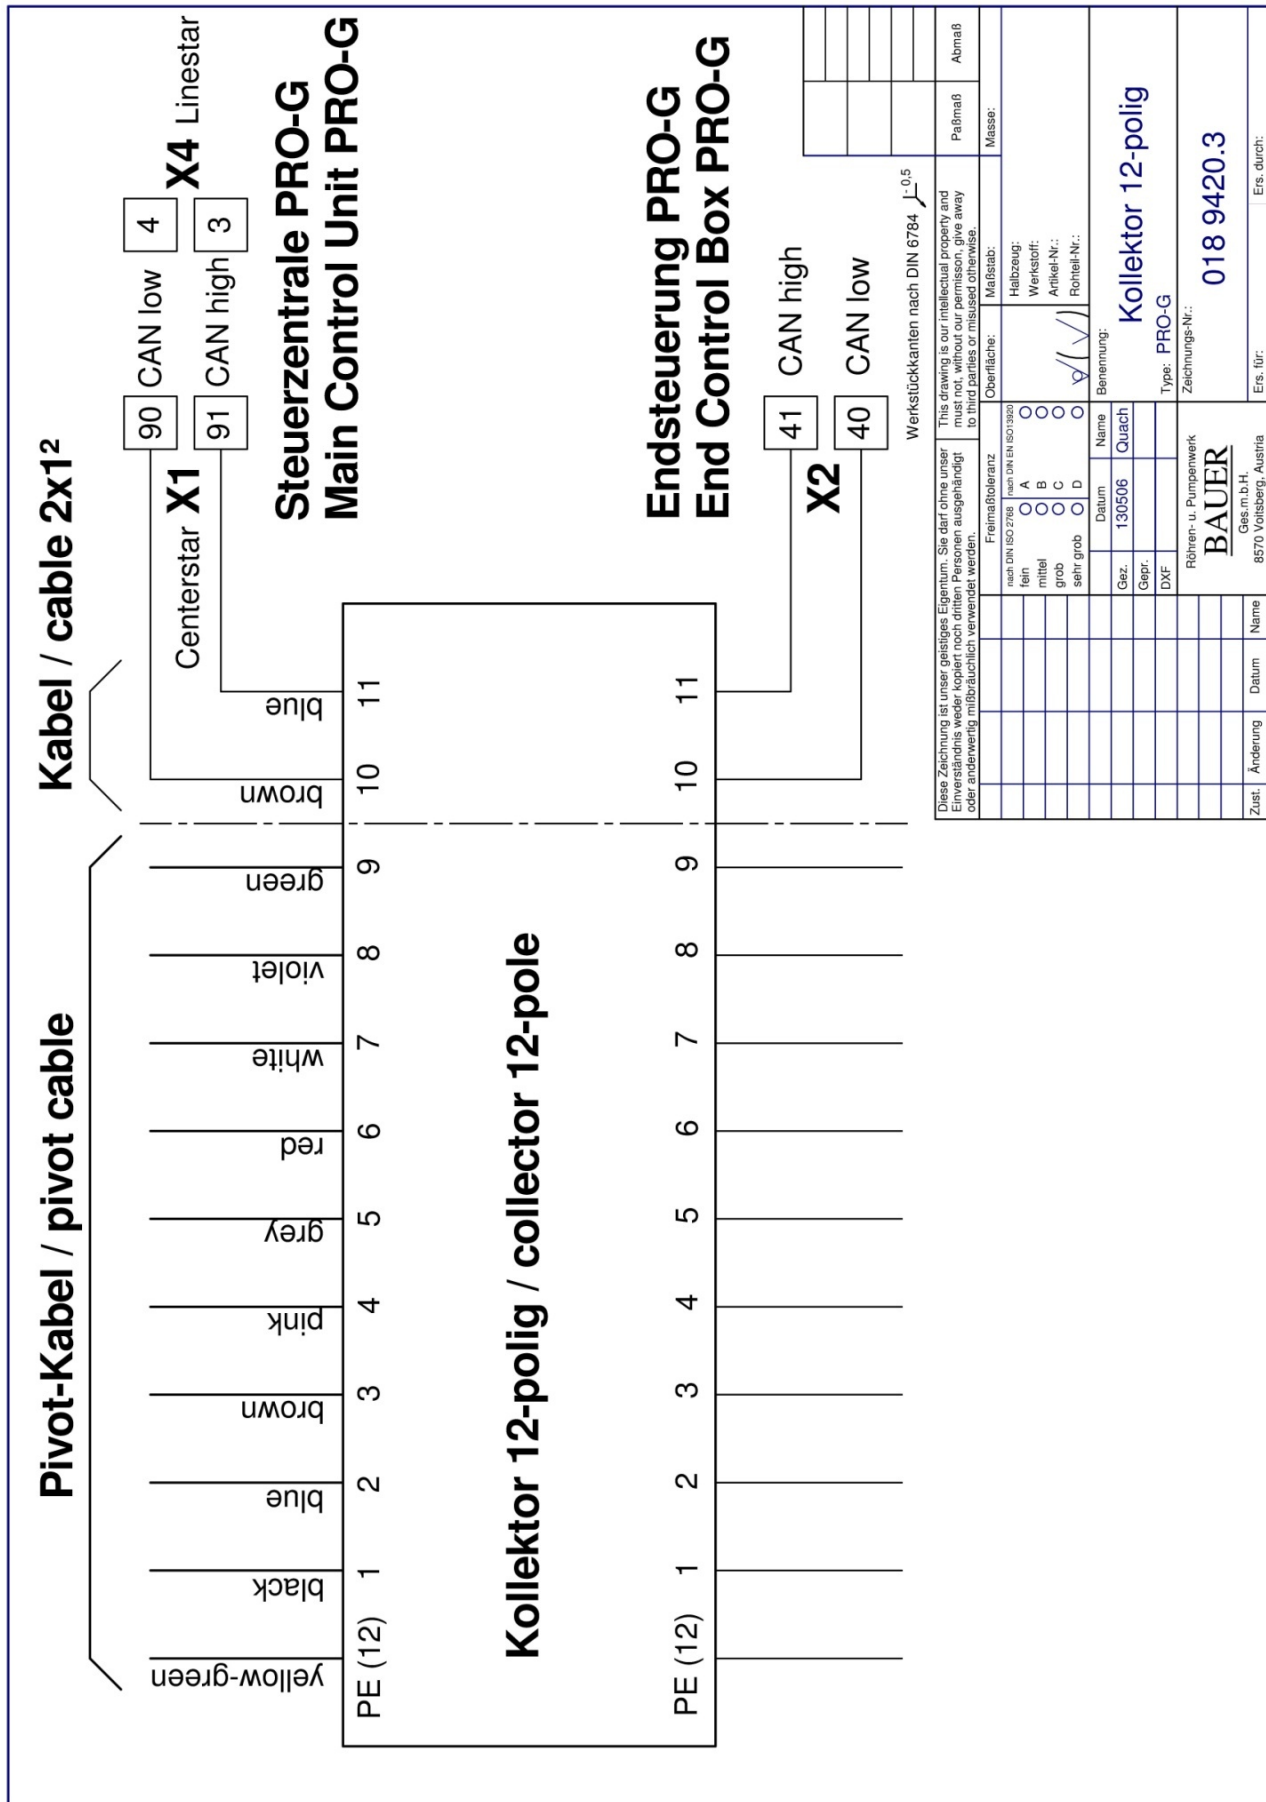 Pivot-Kabel / pivot cable
Kabel / cable 2x1²
yellow-green
black
blue
brown
pink
grey
red
white
violet
green
brown
blue
90 CAN low 4
Centerstar X1
X4 Linestar
91 CAN high 3
Steuerzentrale PRO-G
Main Control Unit PRO-G
PE (12) 1 2 3 4 5 6 7 8 9 10 11
Kollektor 12-polig / collector 12-pole
PE (12) 1 2 3 4 5 6 7 8 9 10 11
Endsteuerung PRO-G
End Control Box PRO-G
41 CAN high
X2
40 CAN low
Werkstückkanten nach DIN 6784 - 0,5
Diese Zeichnung ist unser geistiges Eigentum. Sie darf ohne unser
Einverständnis weder kopiert noch dritten Personen ausgehändigt
oder anderwertig mißbräuchlich verwendet werden.
This drawing is our intellectual property and
must not, without our permisson, give away
to third parties or misused otherwise.
Paßmaß
Abmaß
Freimaßtoleranz
nach DIN ISO 2768
nach DIN EN ISO13920
fein A
mittel B
grob C
sehr grob D
Oberfläche:
Maßstab:
Masse:
Halbzeug:
Werkstoff:
Artikel-Nr.:
Rohteil-Nr.:
Datum
Name
Gez. 130506 Quach
Gepr.
DXF
Benennung:
Kollektor 12-polig
Type: PRO-G
Röhren- u. Pumpenwerk
BAUER
Ges.m.b.H.
8570 Voitsberg, Austria
Zeichnungs-Nr.:
018 9420.3
Zust.
Änderung
Datum
Name
Ers. für:
Ers. durch: